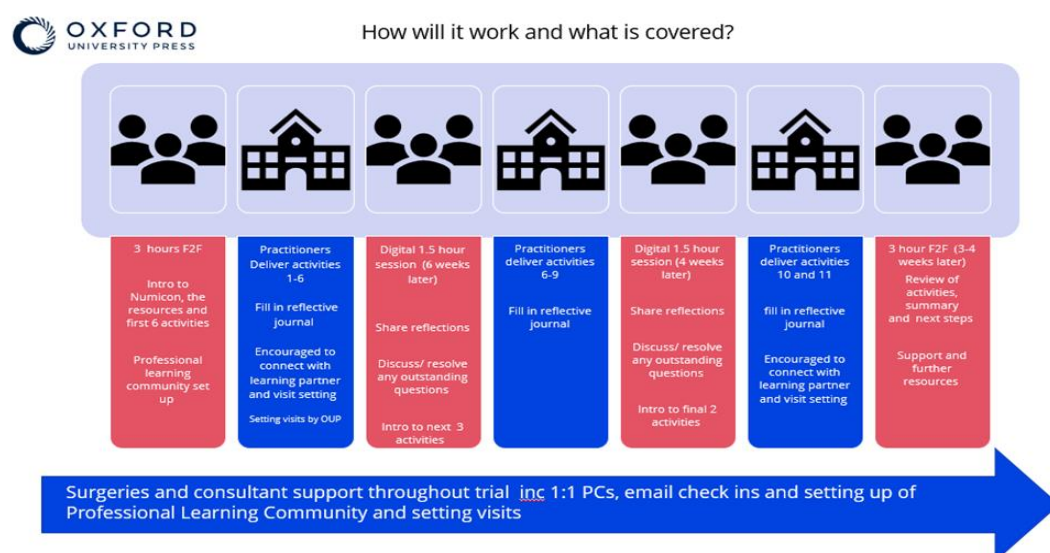 OXFORD
UNIVERSITY PRESS
How will it work and what is covered?
3 hours F2F
Intro to
Numicon, the
resources and
first 6 activities
Professional
learning
community set
up
Practitioners
Deliver activities
1-6
Fill in reflective
journal
Encouraged to
connect with
learning partner
and visit setting
Setting visits by OUP
Digital 1.5 hour
session (6 weeks
later)
Share reflections
Discuss/ resolve
any outstanding
questions
Intro to next 3
activities
Practitioners
deliver activities
6-9
Fill in reflective
journal
Digital 1.5 hour
session (4 weeks
later)
Share reflections
Discuss/ resolve
any outstanding
questions
Intro to final 2
activities
Practitioners
deliver activities
10 and 11
fill in reflective
journal
Encouraged to
connect with
learning partner
and visit setting
3 hour F2F (3-4
weeks later)
Review of
activities,
summary
and next steps
Support and
further
resources
Surgeries and consultant support throughout trial inc 1:1 PCs, email check ins and setting up of
Professional Learning Community and setting visits